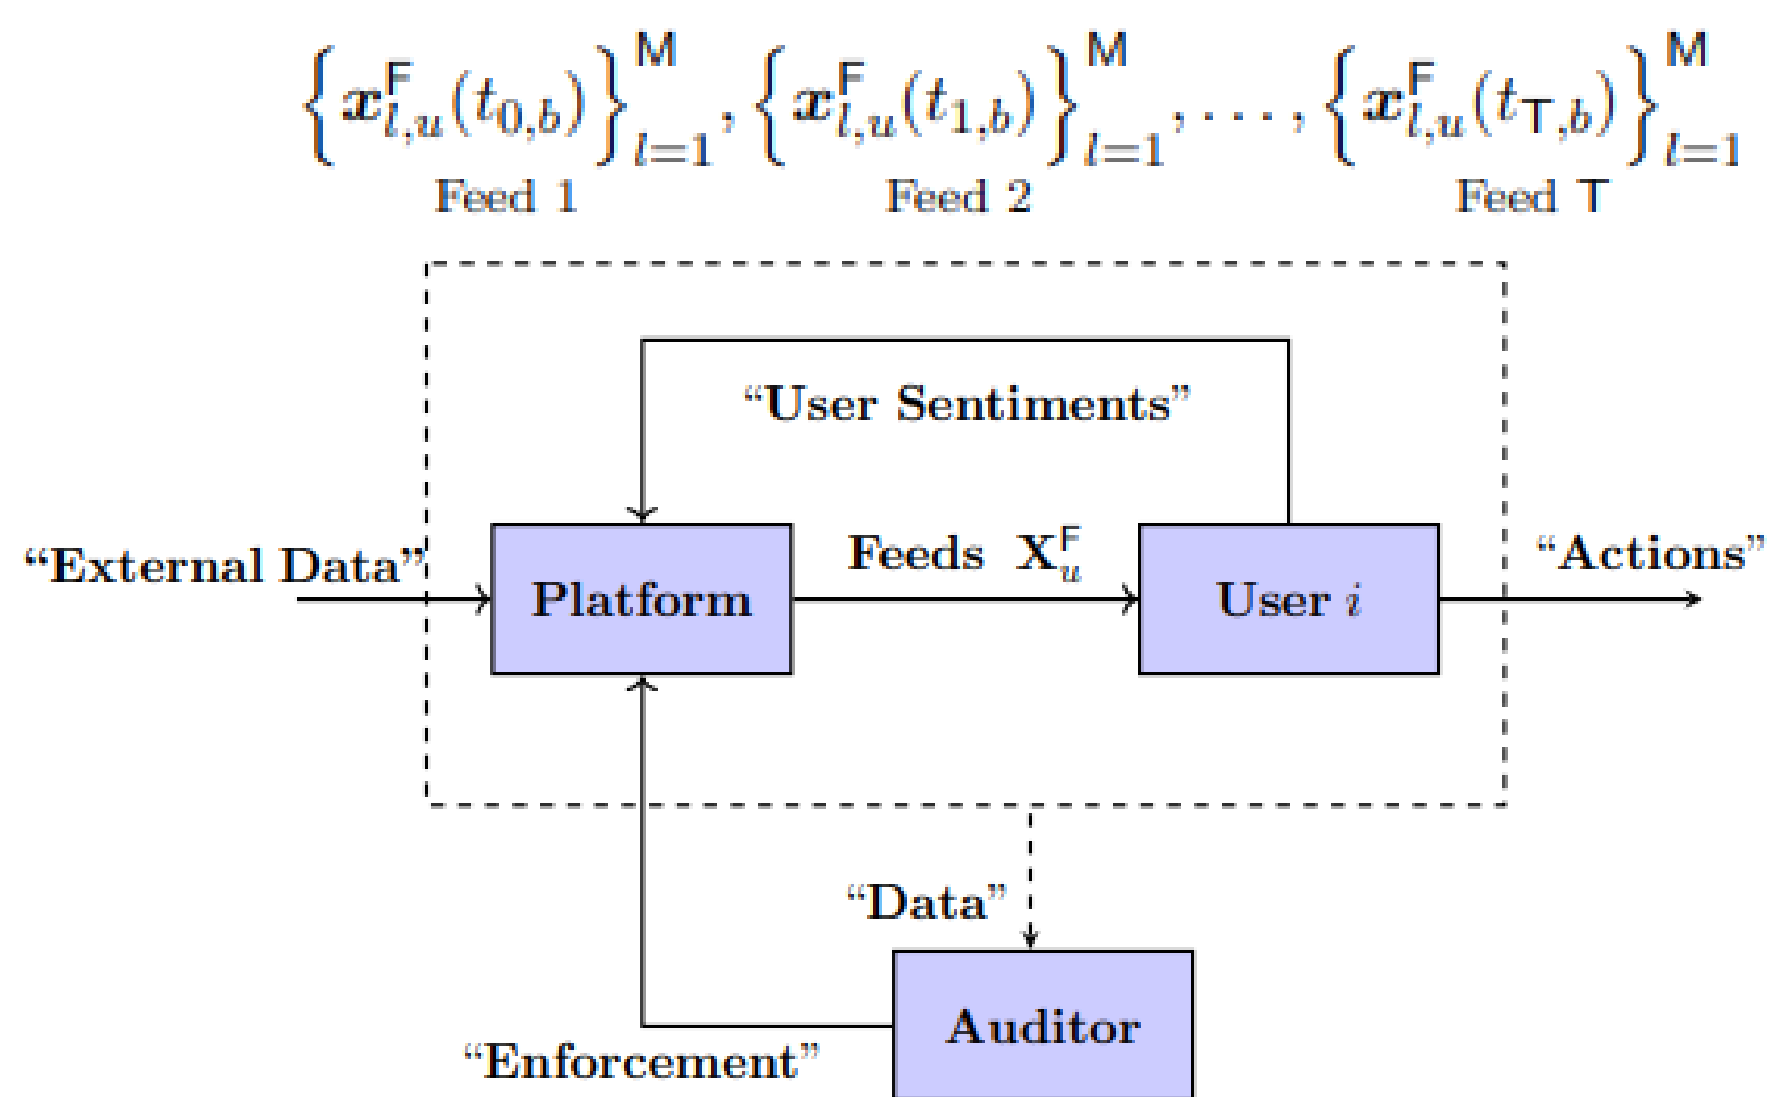 {x^F_{l,u}(t_{0,b})}^M_{l=1}, {x^F_{l,u}(t_{1,b})}^M_{l=1}, ..., {x^F_{l,u}(t_{T,b})}^M_{l=1}
Feed 1 Feed 2 Feed T
“User Sentiments”
“External Data” Feeds X^F_u “Actions”
Platform User i
“Data”
Auditor
“Enforcement”